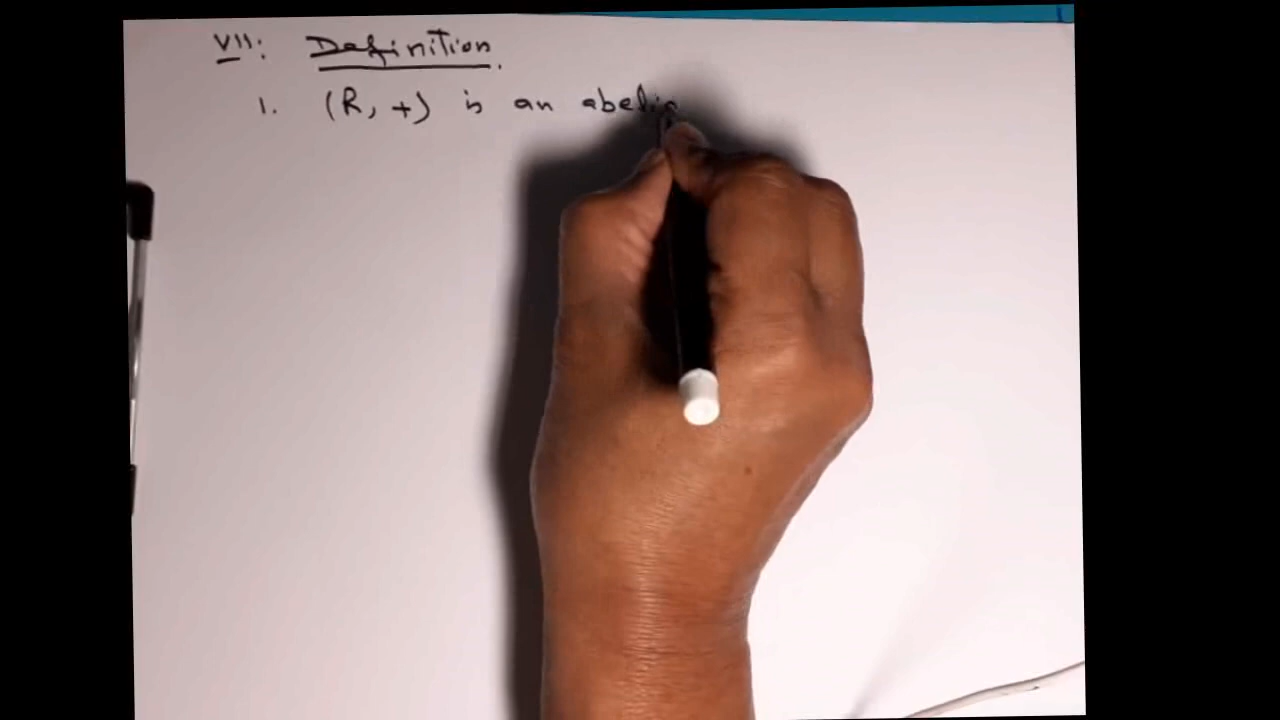 VII: Definition.
1. (R, +) is an abelia